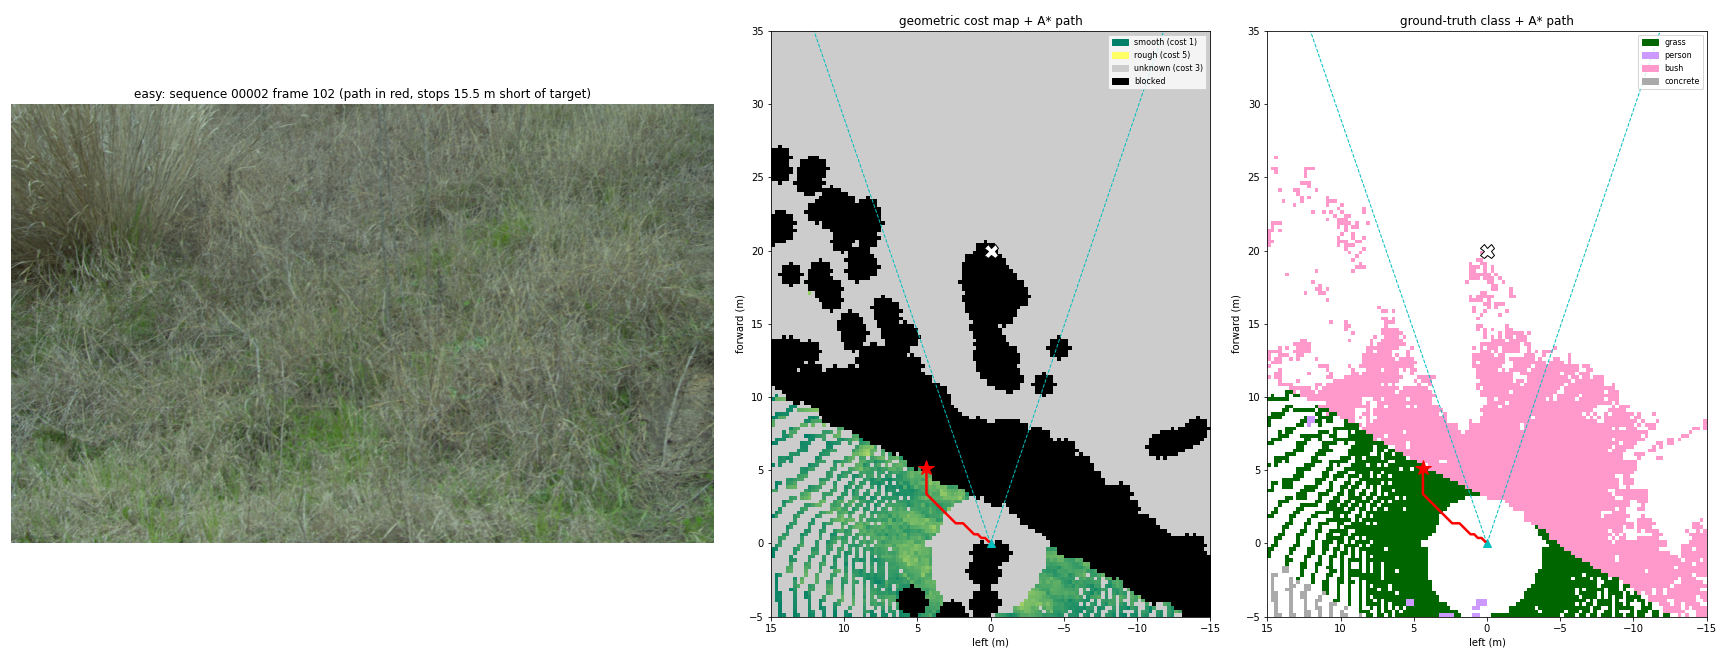 easy: sequence 00002 frame 102 (path in red, stops 15.5 m short of target)
geometric cost map + A* path
smooth (cost 1)
rough (cost 5)
unknown (cost 3)
blocked
forward (m)
35
30
25
20
15
10
5
0
−5
15
10
5
0
−5
−10
−15
left (m)
ground-truth class + A* path
grass
person
bush
concrete
forward (m)
35
30
25
20
15
10
5
0
−5
15
10
5
0
−5
−10
−15
left (m)